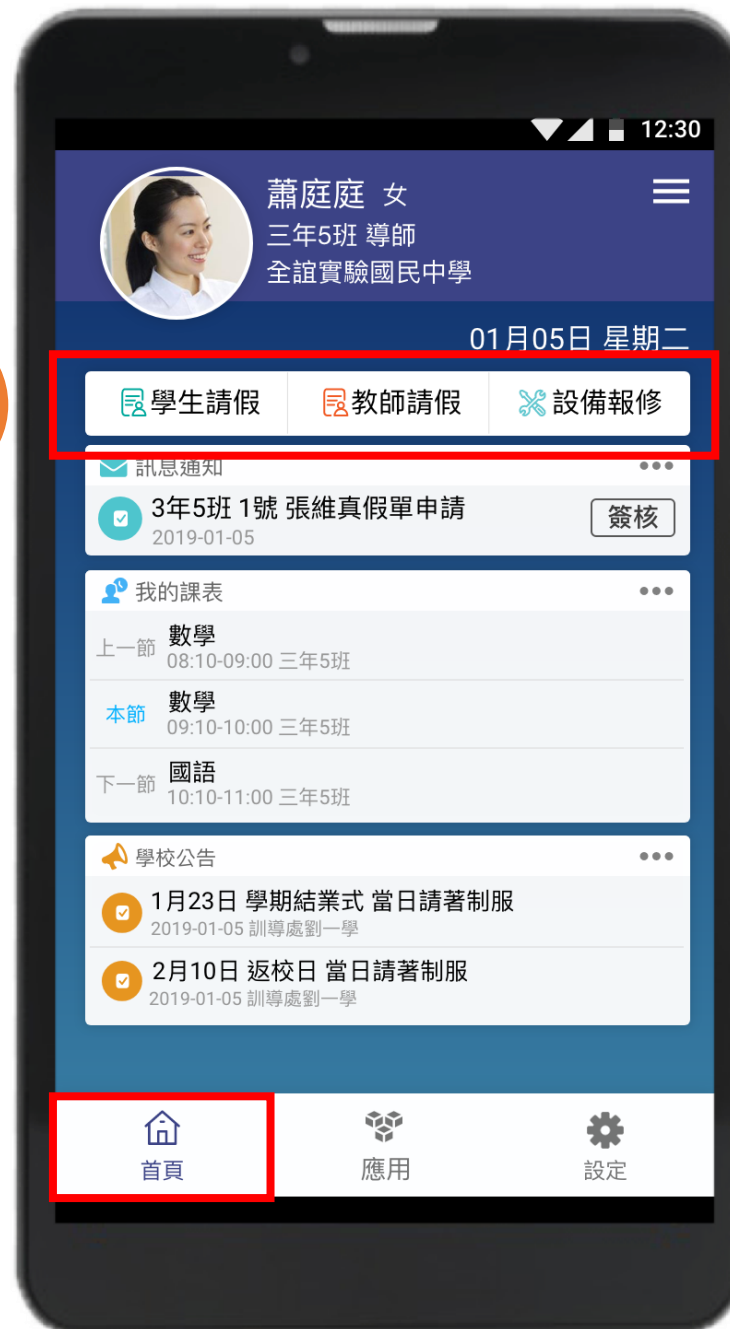 12:30
蕭庭庭 女
三年5班 導師
全誼實驗國民中學
01月05日 星期二
學生請假 教師請假 設備報修
訊息通知
3年5班 1號 張維真假單申請
簽核
2019-01-05
我的課表
上一節 數學
08:10-09:00 三年5班
本節 數學
09:10-10:00 三年5班
下一節 國語
10:10-11:00 三年5班
學校公告
1月23日 學期結業式 當日請著制服
2019-01-05 訓導處劉一學
2月10日 返校日 當日請著制服
2019-01-05 訓導處劉一學
首頁 應用 設定